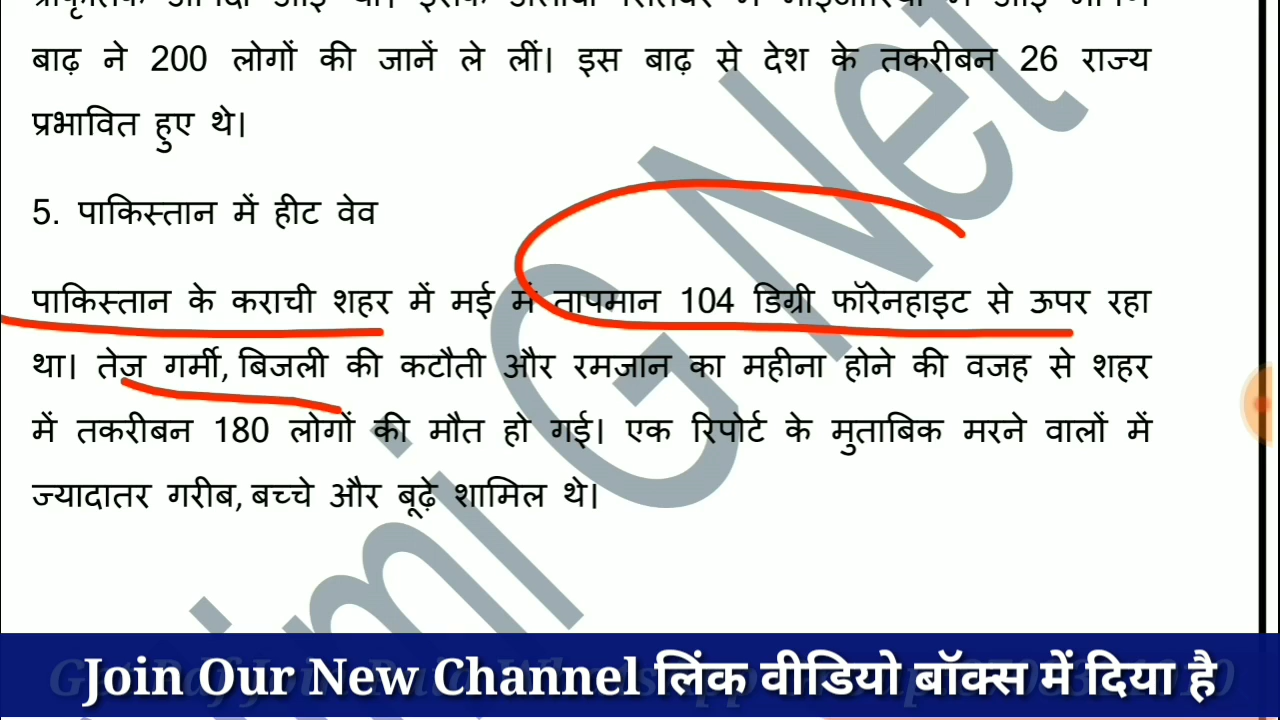 बाढ़ ने 200 लोगों की जानें ले लीं। इस बाढ़ से देश के तकरीबन 26 राज्य
प्रभावित हुए थे।
5. पाकिस्तान में हीट वेव
पाकिस्तान के कराची शहर में मई में तापमान 104 डिग्री फॉरेनहाइट से ऊपर रहा
था। तेज गर्मी, बिजली की कटौती और रमजान का महीना होने की वजह से शहर
में तकरीबन 180 लोगों की मौत हो गई। एक रिपोर्ट के मुताबिक मरने वालों में
ज्यादातर गरीब, बच्चे और बूढ़े शामिल थे।
G Net
Join Our New Channel लिंक वीडियो बॉक्स में दिया है